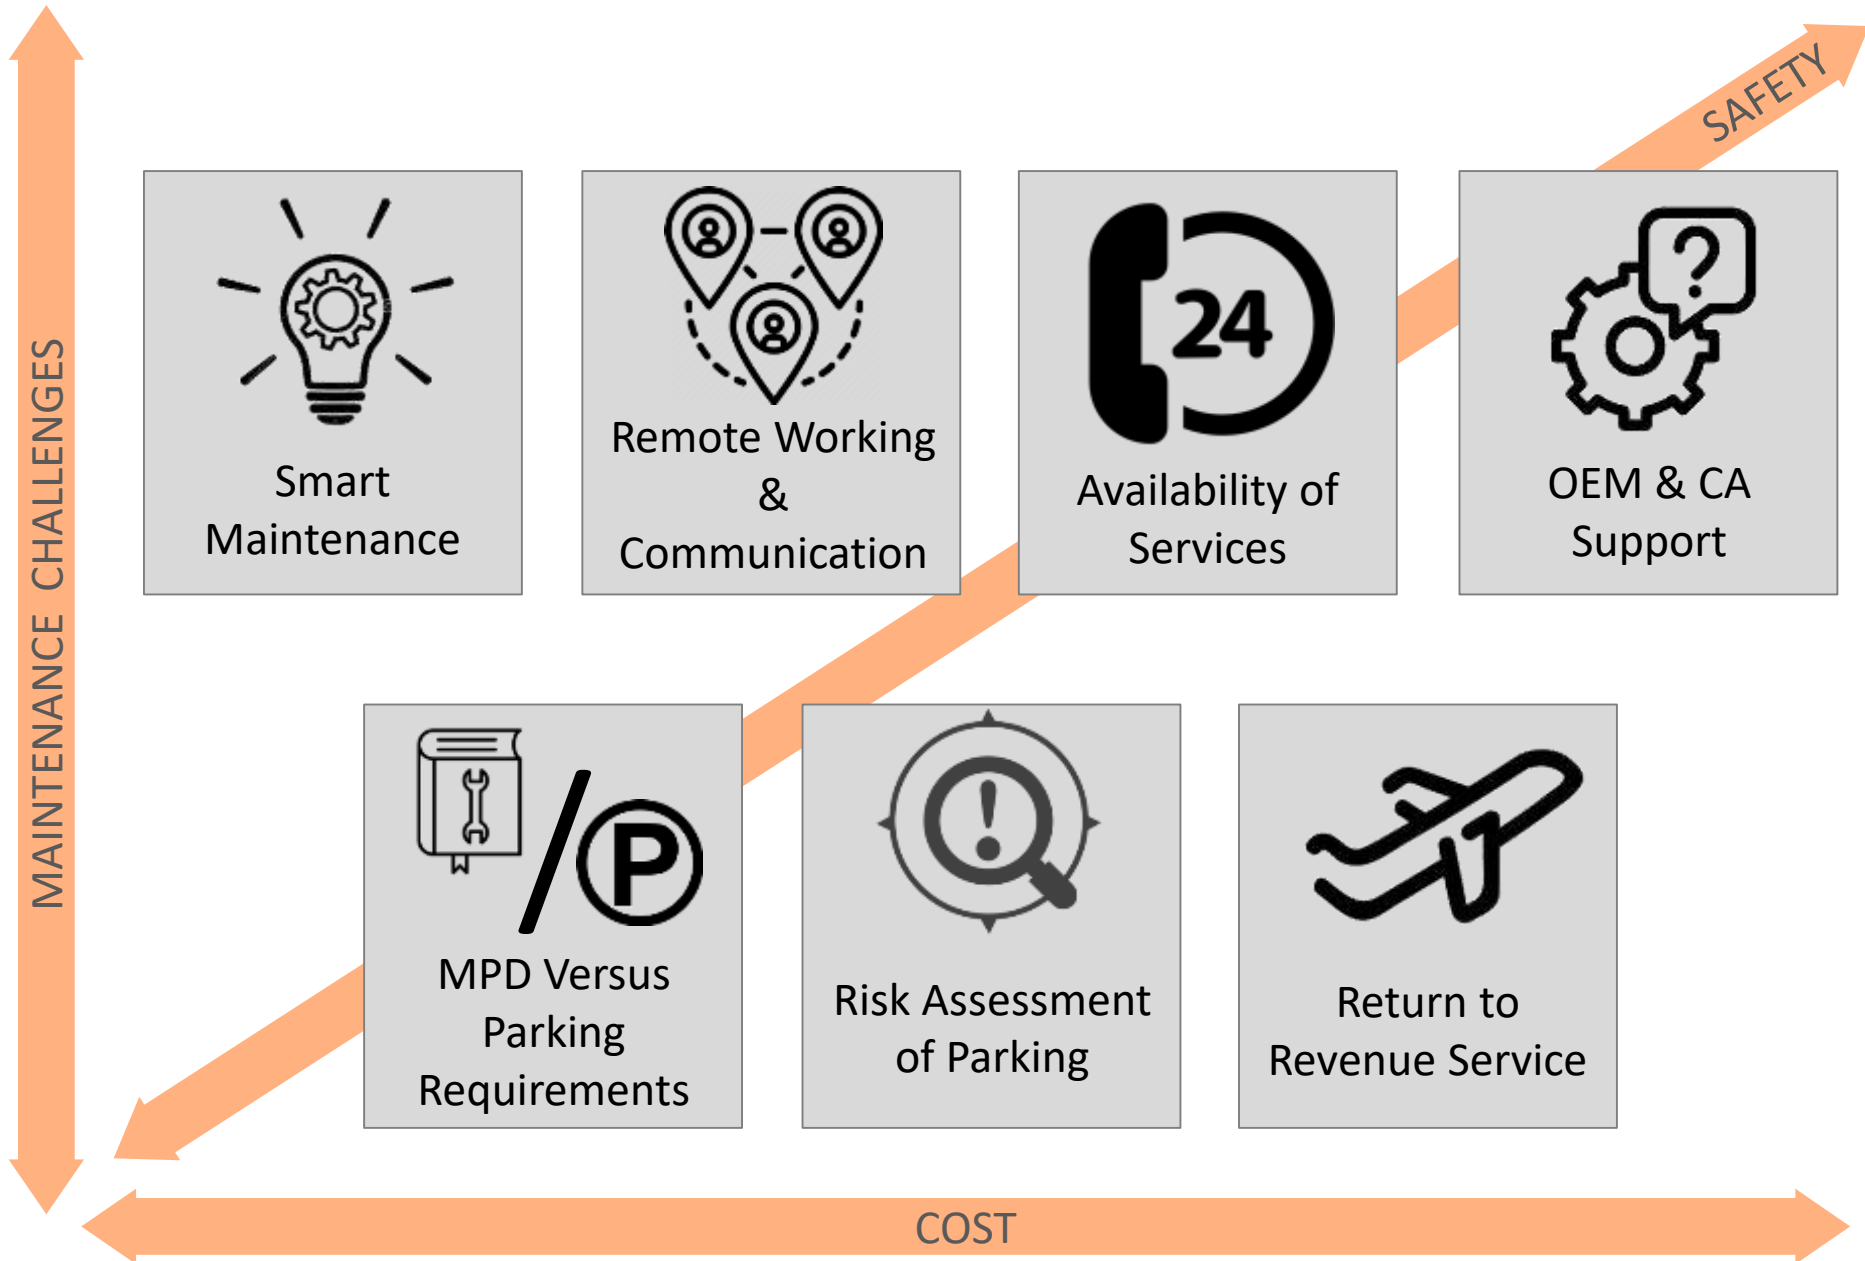 SAFETY
MAINTENANCE CHALLENGES
Smart
Maintenance
Remote Working
&
Communication
24
Availability of
Services
?
OEM & CA
Support
/
P
MPD Versus
Parking
Requirements
!
Risk Assessment
of Parking
Return to
Revenue Service
COST